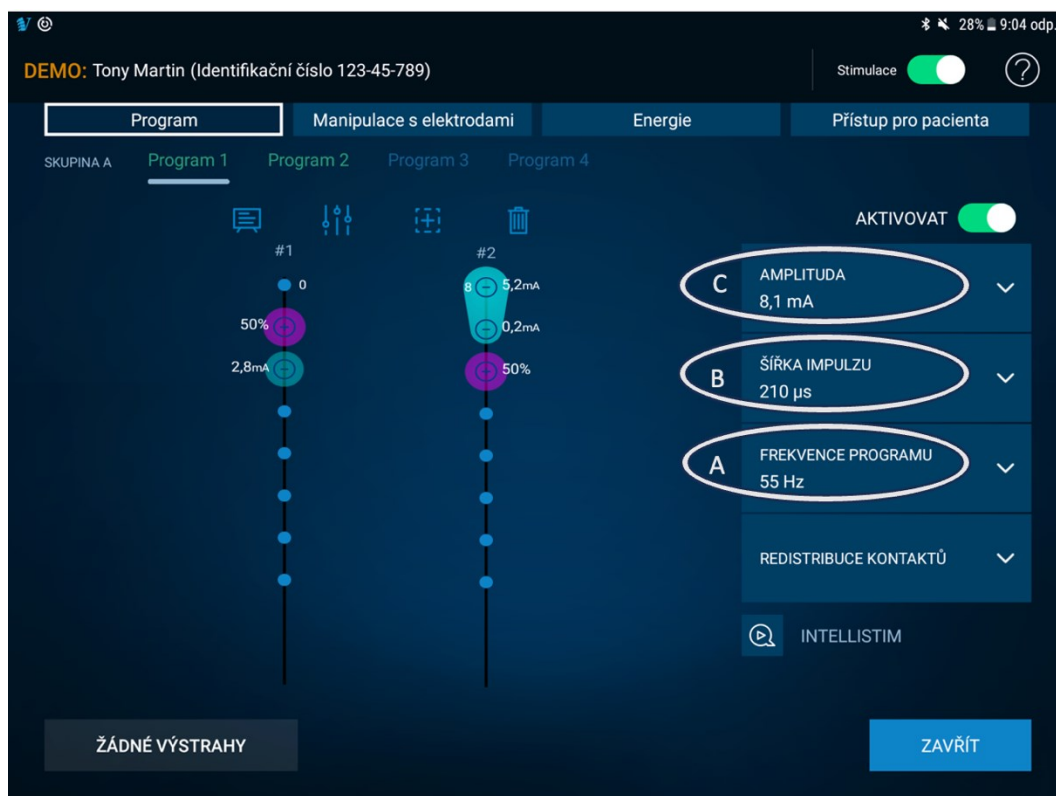 28% 9:04 odp.
DEMO: Tony Martin (Identifikační číslo 123-45-789)
Stimulace
?
Program
Manipulace s elektrodami
Energie
Přístup pro pacienta
SKUPINA A
Program 1
Program 2
Program 3
Program 4
AKTIVOVAT
#1
0
50%
2,8mA
#2
8
5,2mA
0,2mA
50%
C
AMPLITUDA
8,1 mA
B
ŠÍŘKA IMPULZU
210 μs
A
FREKVENCE PROGRAMU
55 Hz
REDISTRIBUCE KONTAKTŮ
INTELLISTIM
ŽÁDNÉ VÝSTRAHY
ZAVŘÍT